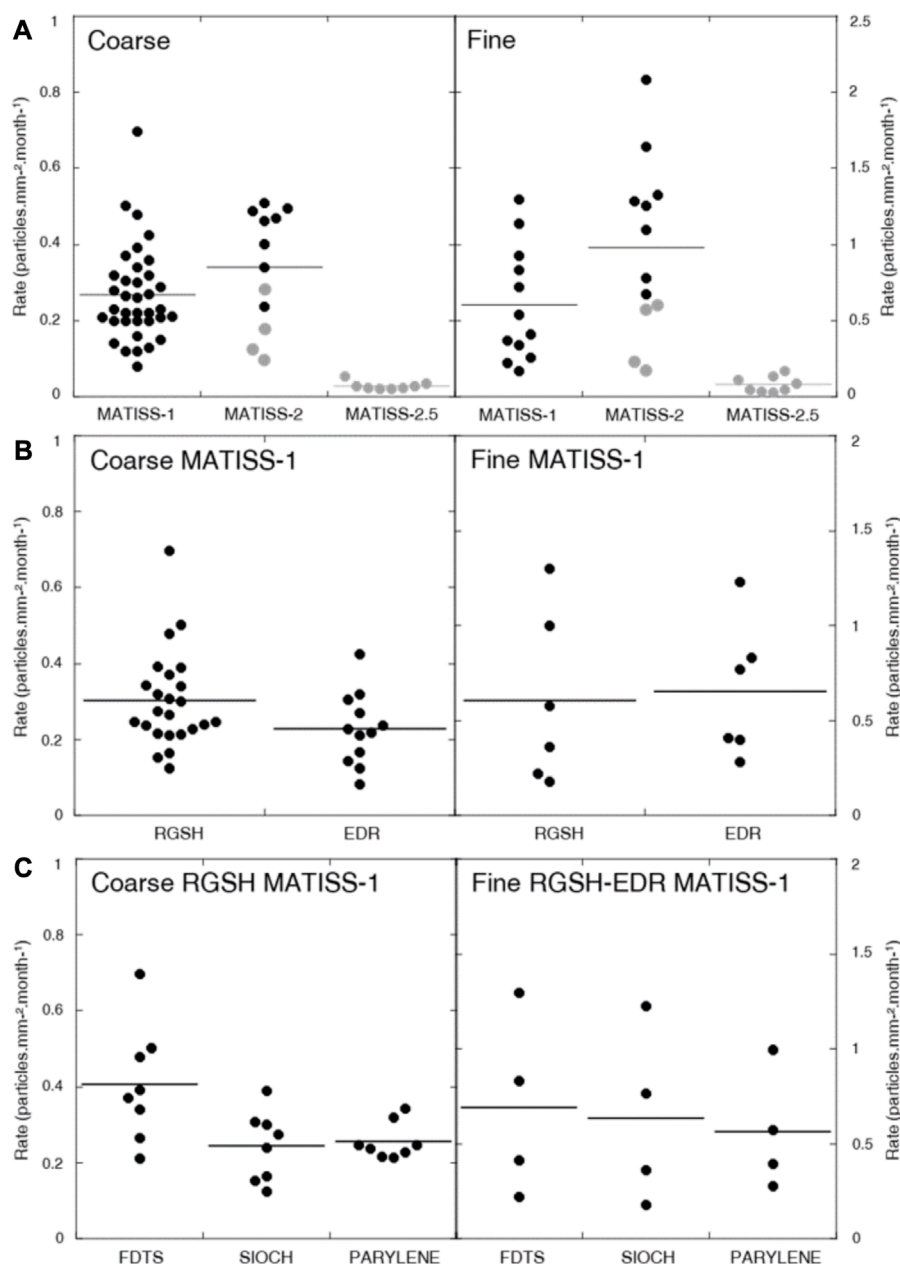 A
Coarse
Fine
Rate (particles.mm-².month-¹)
1
0.8
0.6
0.4
0.2
0
2.5
2
1.5
1
0.5
0
Rate (particles.mm-².month-¹)
MATISS-1 MATISS-2 MATISS-2.5 MATISS-1 MATISS-2 MATISS-2.5
B
Coarse MATISS-1
Fine MATISS-1
Rate (particles.mm-².month-¹)
1
0.8
0.6
0.4
0.2
0
2
1.5
1
0.5
0
Rate (particles.mm-².month-¹)
RGSH EDR RGSH EDR
C
Coarse RGSH MATISS-1
Fine RGSH-EDR MATISS-1
Rate (particles.mm-².month-¹)
1
0.8
0.6
0.4
0.2
0
2
1.5
1
0.5
0
Rate (particles.mm-².month-¹)
FDTS SIOCH PARYLENE FDTS SIOCH PARYLENE